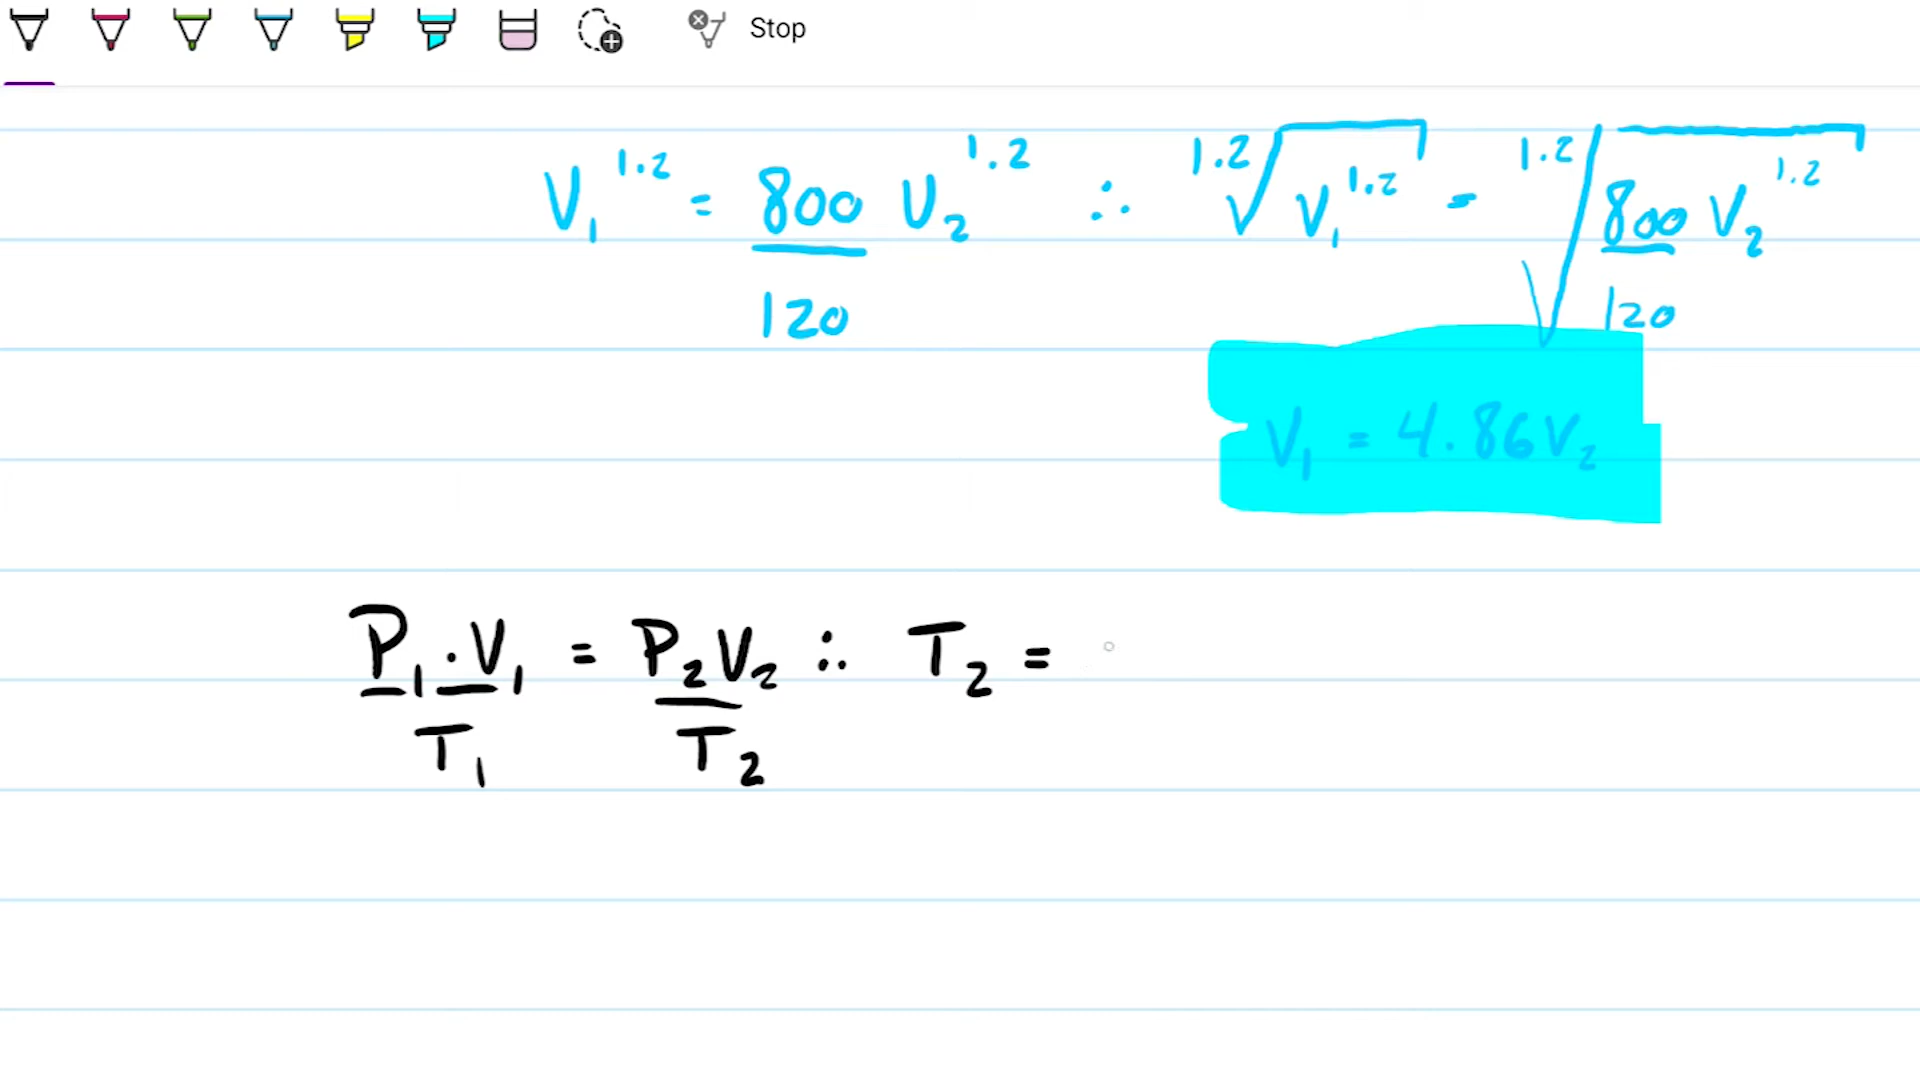 Stop
V₁^1.2 = 800/120 V₂^1.2 ∴ ^1.2√V₁^1.2 = ^1.2√800/120 V₂^1.2
V₁ = 4.86V₂
P₁·V₁/T₁ = P₂V₂/T₂ ∴ T₂ =